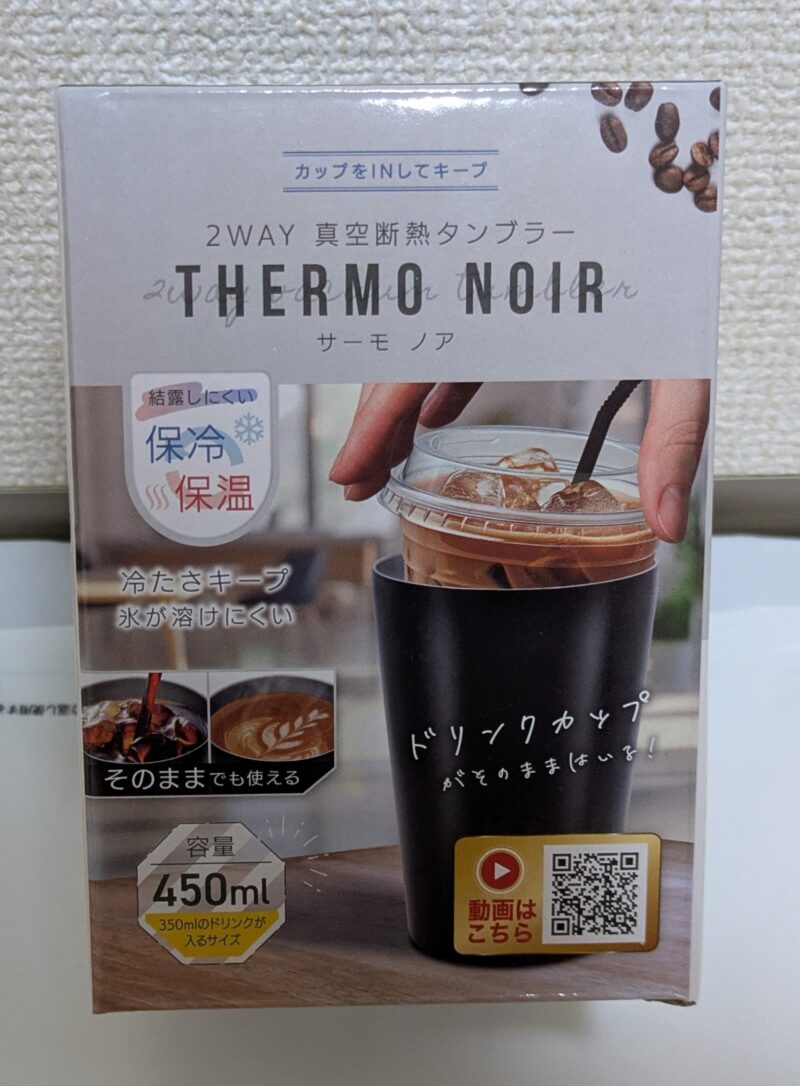 カップをINしてキープ
2WAY 真空断熱タンブラー
2way vacuum tumbler
THERMO NOIR
サーモ ノア
結露しにくい
保冷
保温
冷たさキープ
氷が溶けにくい
そのままでも使える
ドリンクカップ
がそのままはいる!
容量
450ml
350mlのドリンクが
入るサイズ
動画は
こちら